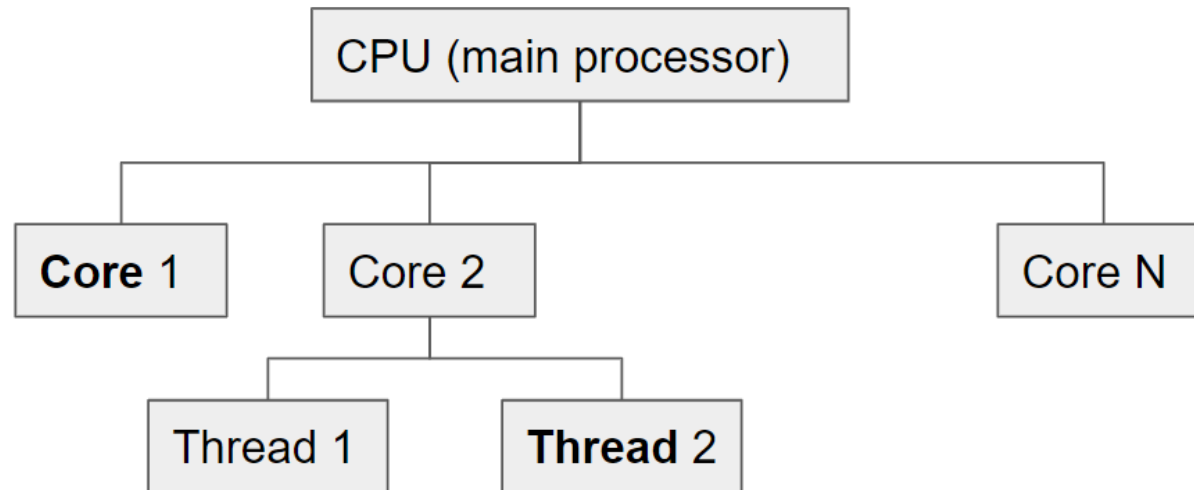 CPU (main processor)
Core 1
Core 2
Core N
Thread 1
Thread 2